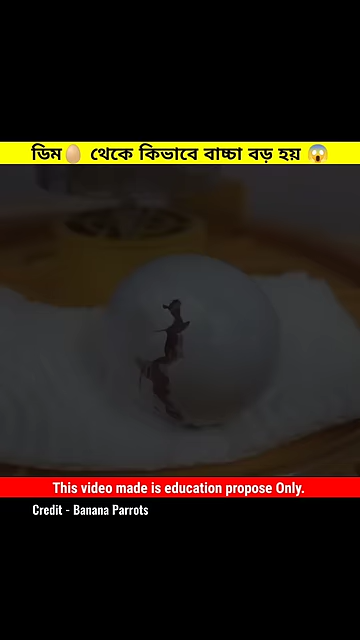 ডিম🥚 থেকে কিভাবে বাচ্চা বড় হয় 😱
This video made is education propose Only.
Credit - Banana Parrots